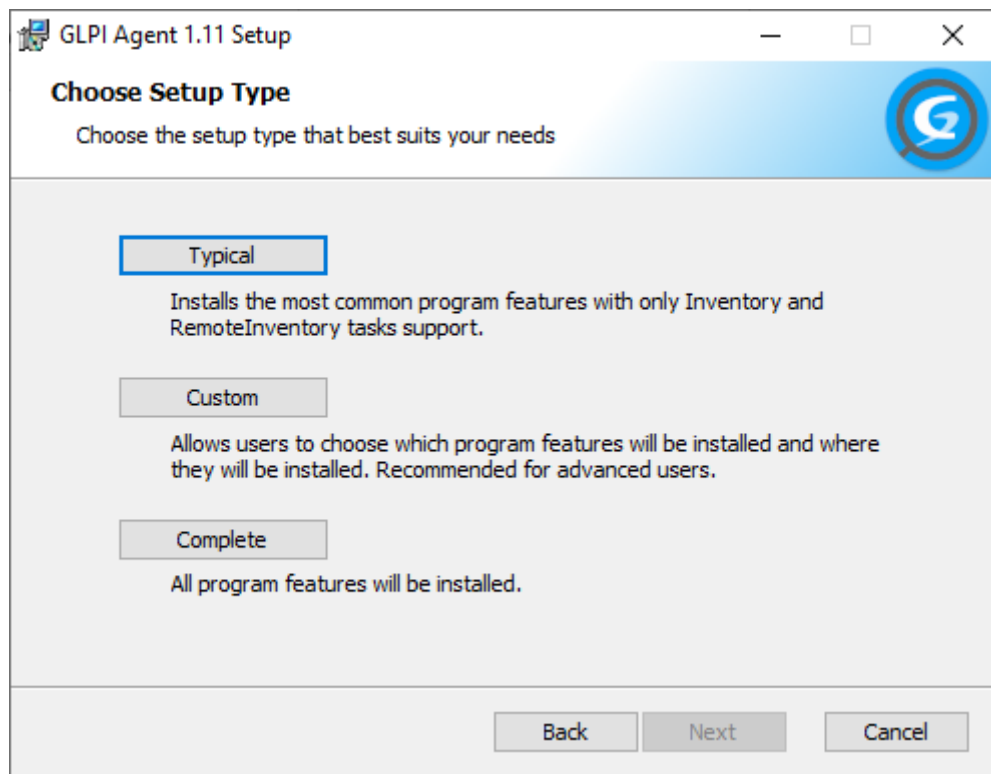 GLPI Agent 1.11 Setup
Choose Setup Type
Choose the setup type that best suits your needs
Typical
Installs the most common program features with only Inventory and
RemoteInventory tasks support.
Custom
Allows users to choose which program features will be installed and where
they will be installed. Recommended for advanced users.
Complete
All program features will be installed.
Back Next Cancel